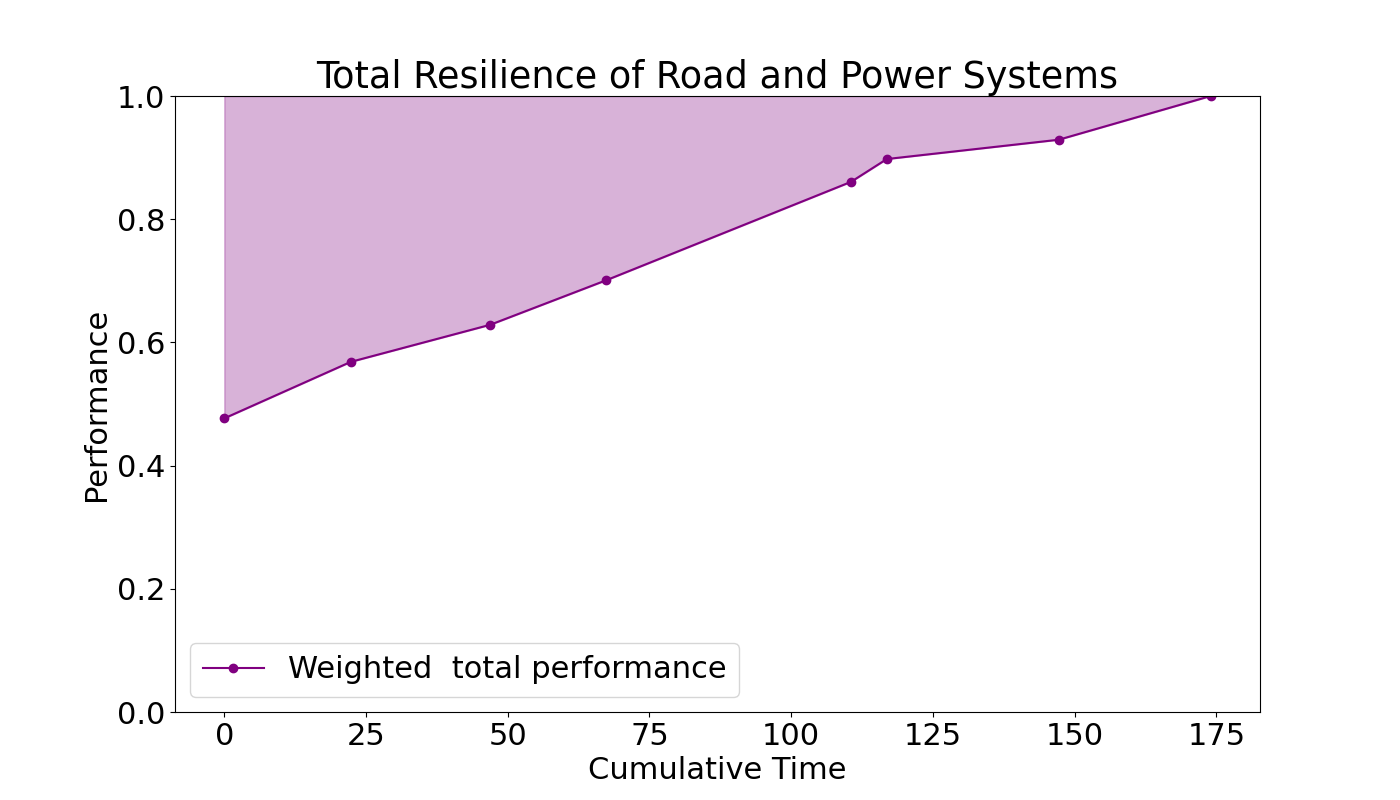 Total Resilience of Road and Power Systems
1.0
0.8
0.6
0.4
0.2
0.0
Performance
Weighted  total performance
0 25 50 75 100 125 150 175
Cumulative Time